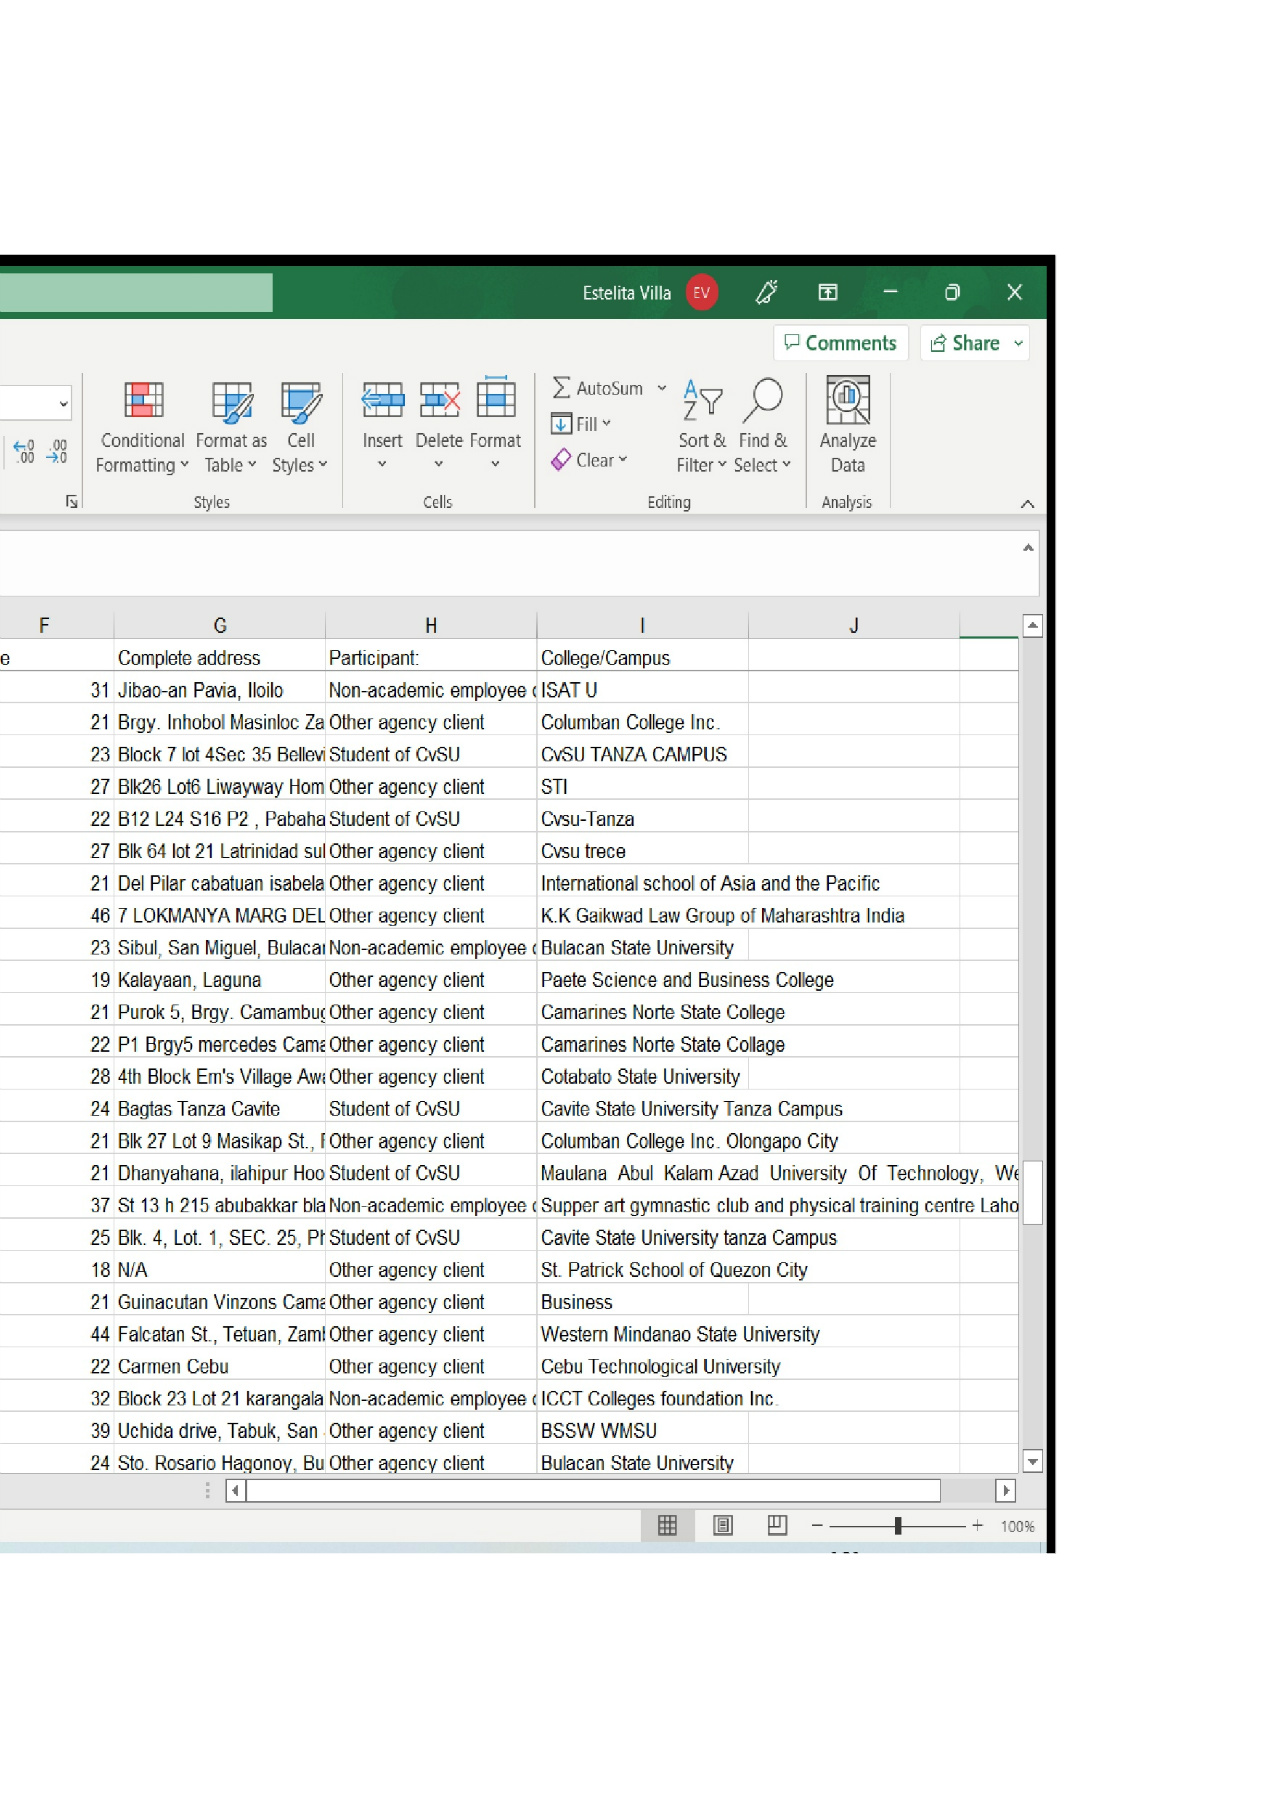 Estelita Villa EV
Comments Share
AutoSum
Fill
Clear
Conditional Formatting Format as Table Cell Styles Insert Delete Format Sort & Filter Find & Select Analyze Data
Styles Cells Editing Analysis
F G H I J
e Complete address Participant: College/Campus
31 Jibao-an Pavia, Iloilo Non-academic employee ISAT U
21 Brgy. Inhobol Masinloc Za Other agency client Columban College Inc.
23 Block 7 lot 4Sec 35 Bellevi Student of CvSU CvSU TANZA CAMPUS
27 Blk26 Lot6 Liwayway Hom Other agency client STI
22 B12 L24 S16 P2 , Pabaha Student of CvSU Cvsu-Tanza
27 Blk 64 lot 21 Latrinidad sul Other agency client Cvsu trece
21 Del Pilar cabatuan isabela Other agency client International school of Asia and the Pacific
46 7 LOKMANYA MARG DEL Other agency client K.K Gaikwad Law Group of Maharashtra India
23 Sibul, San Miguel, Bulacan Non-academic employee Bulacan State University
19 Kalayaan, Laguna Other agency client Paete Science and Business College
21 Purok 5, Brgy. Camambug Other agency client Camarines Norte State College
22 P1 Brgy5 mercedes Cama Other agency client Camarines Norte State Collage
28 4th Block Em's Village Awa Other agency client Cotabato State University
24 Bagtas Tanza Cavite Student of CvSU Cavite State University Tanza Campus
21 Blk 27 Lot 9 Masikap St., Other agency client Columban College Inc. Olongapo City
21 Dhanyahana, ilahipur Hoo Student of CvSU Maulana Abul Kalam Azad University Of Technology, We
37 St 13 h 215 abubakkar bla Non-academic employee Supper art gymnastic club and physical training centre Laho
25 Blk. 4, Lot. 1, SEC. 25, Ph Student of CvSU Cavite State University tanza Campus
18 N/A Other agency client St. Patrick School of Quezon City
21 Guinacutan Vinzons Cama Other agency client Business
44 Falcatan St., Tetuan, Zam Other agency client Western Mindanao State University
22 Carmen Cebu Other agency client Cebu Technological University
32 Block 23 Lot 21 karangala Non-academic employee ICCT Colleges foundation Inc.
39 Uchida drive, Tabuk, San Other agency client BSSW WMSU
24 Sto. Rosario Hagonoy, Bu Other agency client Bulacan State University
100%